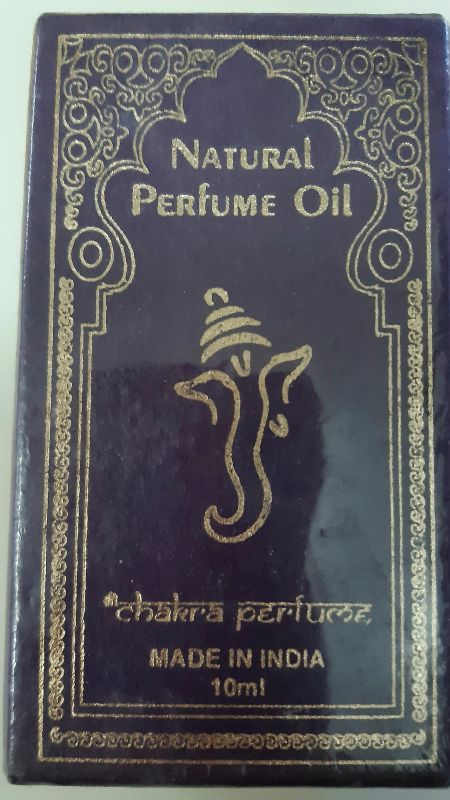 Natural
Perfume Oil
chakra perfume
MADE IN INDIA
10ml